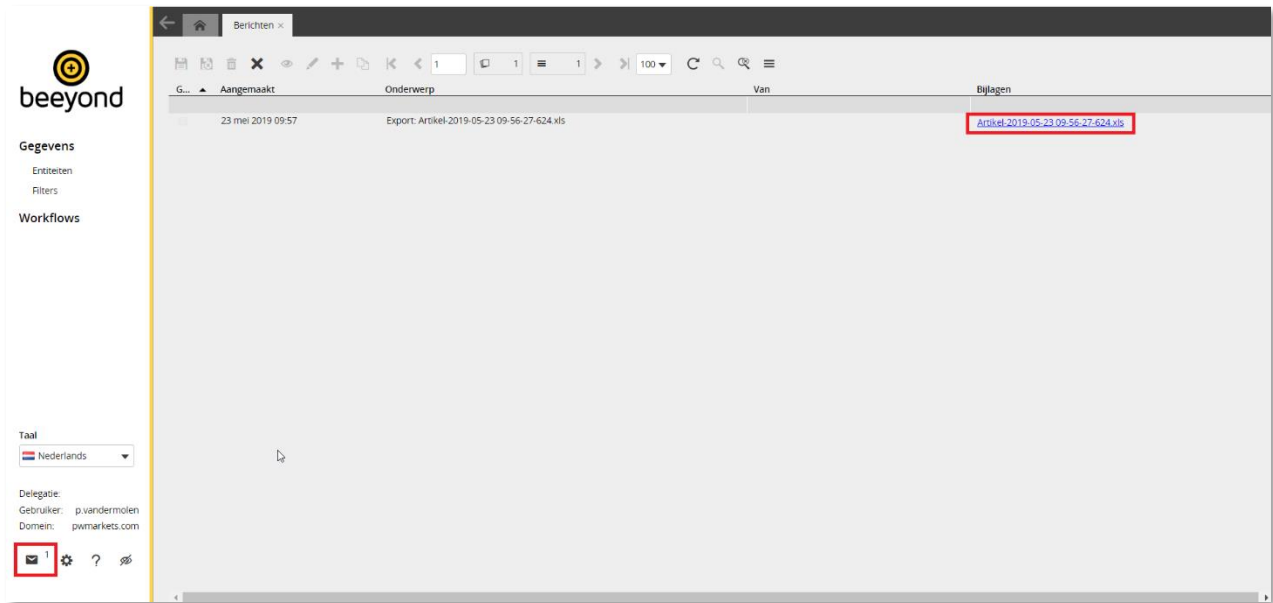 Berichten ×
beeyond
1 1 1 100
G... Aangemaakt Onderwerp Van Bijlagen
23 mei 2019 09:57 Export: Artikel-2019-05-23 09-56-27-624.xls Artikel-2019-05-23 09-56-27-624.xls
Gegevens
Entiteiten
Filters
Workflows
Taal
Nederlands
Delegatie:
Gebruiker: p.vandermolen
Domein: pwmarkets.com
1 ?